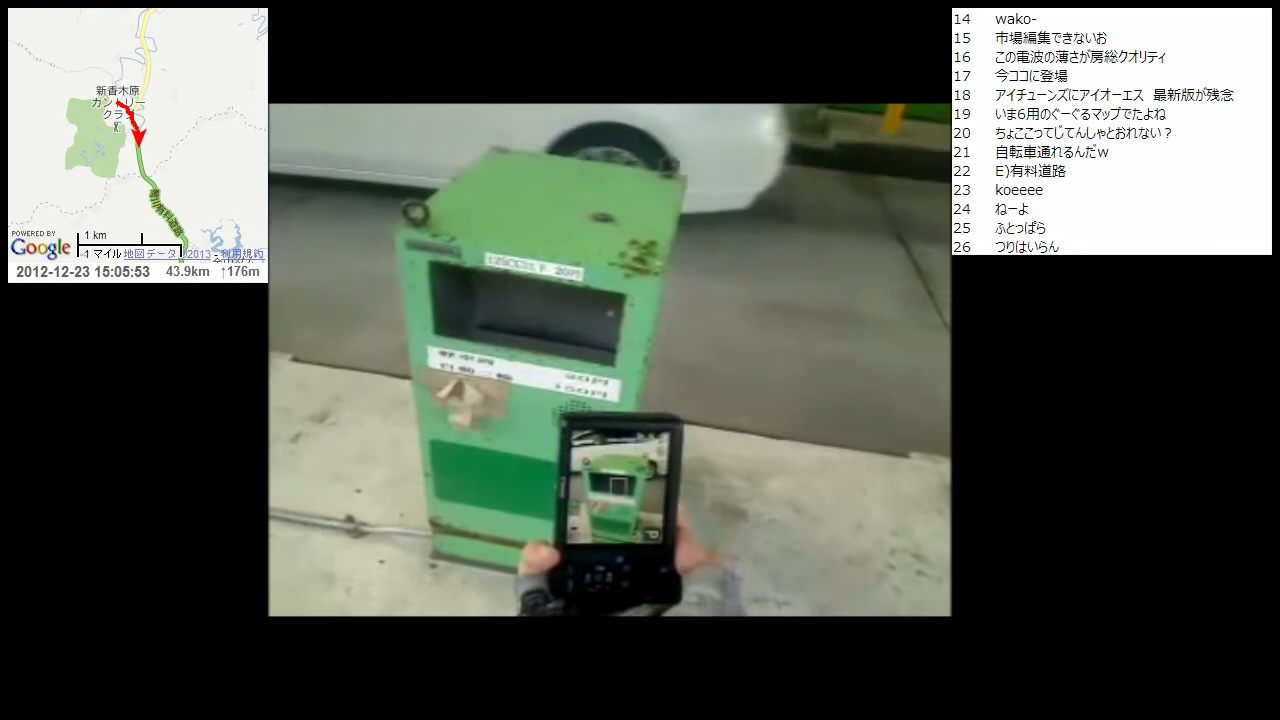 新香木原
カントリー
クラブ
POWERED BY
Google
1 km
1 マイル
地図データ ©2013 - 利用規約
2012-12-23 15:05:53 43.9km ↑176m
14 wako-
15 市場編集できないお
16 この電波の薄さが房総クオリティ
17 今ココに登場
18 アイチューンズにアイオーエス 最新版が残念
19 いま6用のぐーぐるマップでたよね
20 ちょここってじてんしゃとおれない？
21 自転車通れるんだｗ
22 E)有料道路
23 koeeee
24 ねーよ
25 ふとっぱら
26 つりはいらん